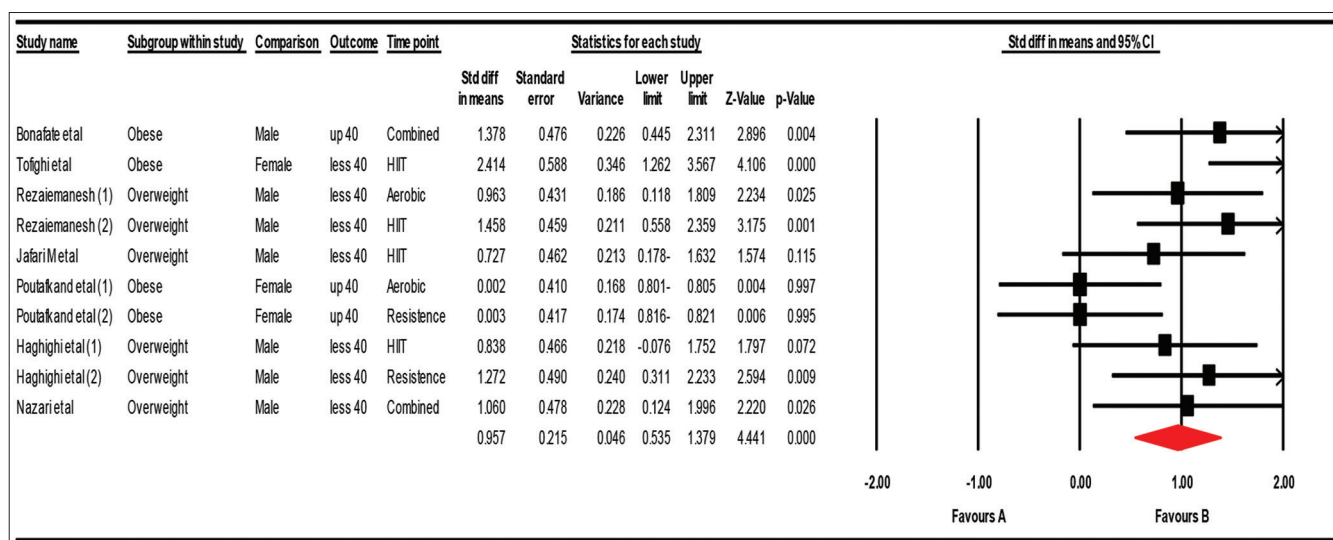 Study name Subgroup within study Comparison Outcome Time point Statistics for each study Std diff in means and 95% CI
Std diff in means Standard error Variance Lower limit Upper limit Z-Value p-Value
Bonafate etal Obese Male up 40 Combined 1.378 0.476 0.226 0.445 2.311 2.896 0.004
Tofighi etal Obese Female less 40 HIIT 2.414 0.588 0.346 1.262 3.567 4.106 0.000
Rezaiemanesh (1) Overweight Male less 40 Aerobic 0.963 0.431 0.186 0.118 1.809 2.234 0.025
Rezaiemanesh (2) Overweight Male less 40 HIIT 1.458 0.459 0.211 0.558 2.359 3.175 0.001
Jafari Metal Overweight Male less 40 HIIT 0.727 0.462 0.213 0.178- 1.632 1.574 0.115
Poutafkand etal (1) Obese Female up 40 Aerobic 0.002 0.410 0.168 0.801- 0.805 0.004 0.997
Poutafkand etal (2) Obese Female up 40 Resistence 0.003 0.417 0.174 0.816- 0.821 0.006 0.995
Haghighi etal (1) Overweight Male less 40 HIIT 0.838 0.466 0.218 -0.076 1.752 1.797 0.072
Haghighi etal (2) Overweight Male less 40 Resistence 1.272 0.490 0.240 0.311 2.233 2.594 0.009
Nazari etal Overweight Male less 40 Combined 1.060 0.478 0.228 0.124 1.996 2.220 0.026
0.957 0.215 0.046 0.535 1.379 4.441 0.000
-2.00 -1.00 0.00 1.00 2.00
Favours A Favours B